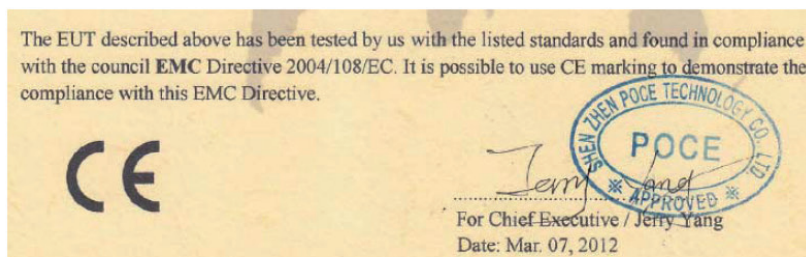 The EUT described above has been tested by us with the listed standards and found in compliance
with the council EMC Directive 2004/108/EC. It is possible to use CE marking to demonstrate the
compliance with this EMC Directive.
CE
SHEN ZHEN POCE TECHNOLOGY CO., LTD.
POCE
※ APPROVED ※
Jerry Yang
For Chief Executive / Jerry Yang
Date: Mar. 07, 2012